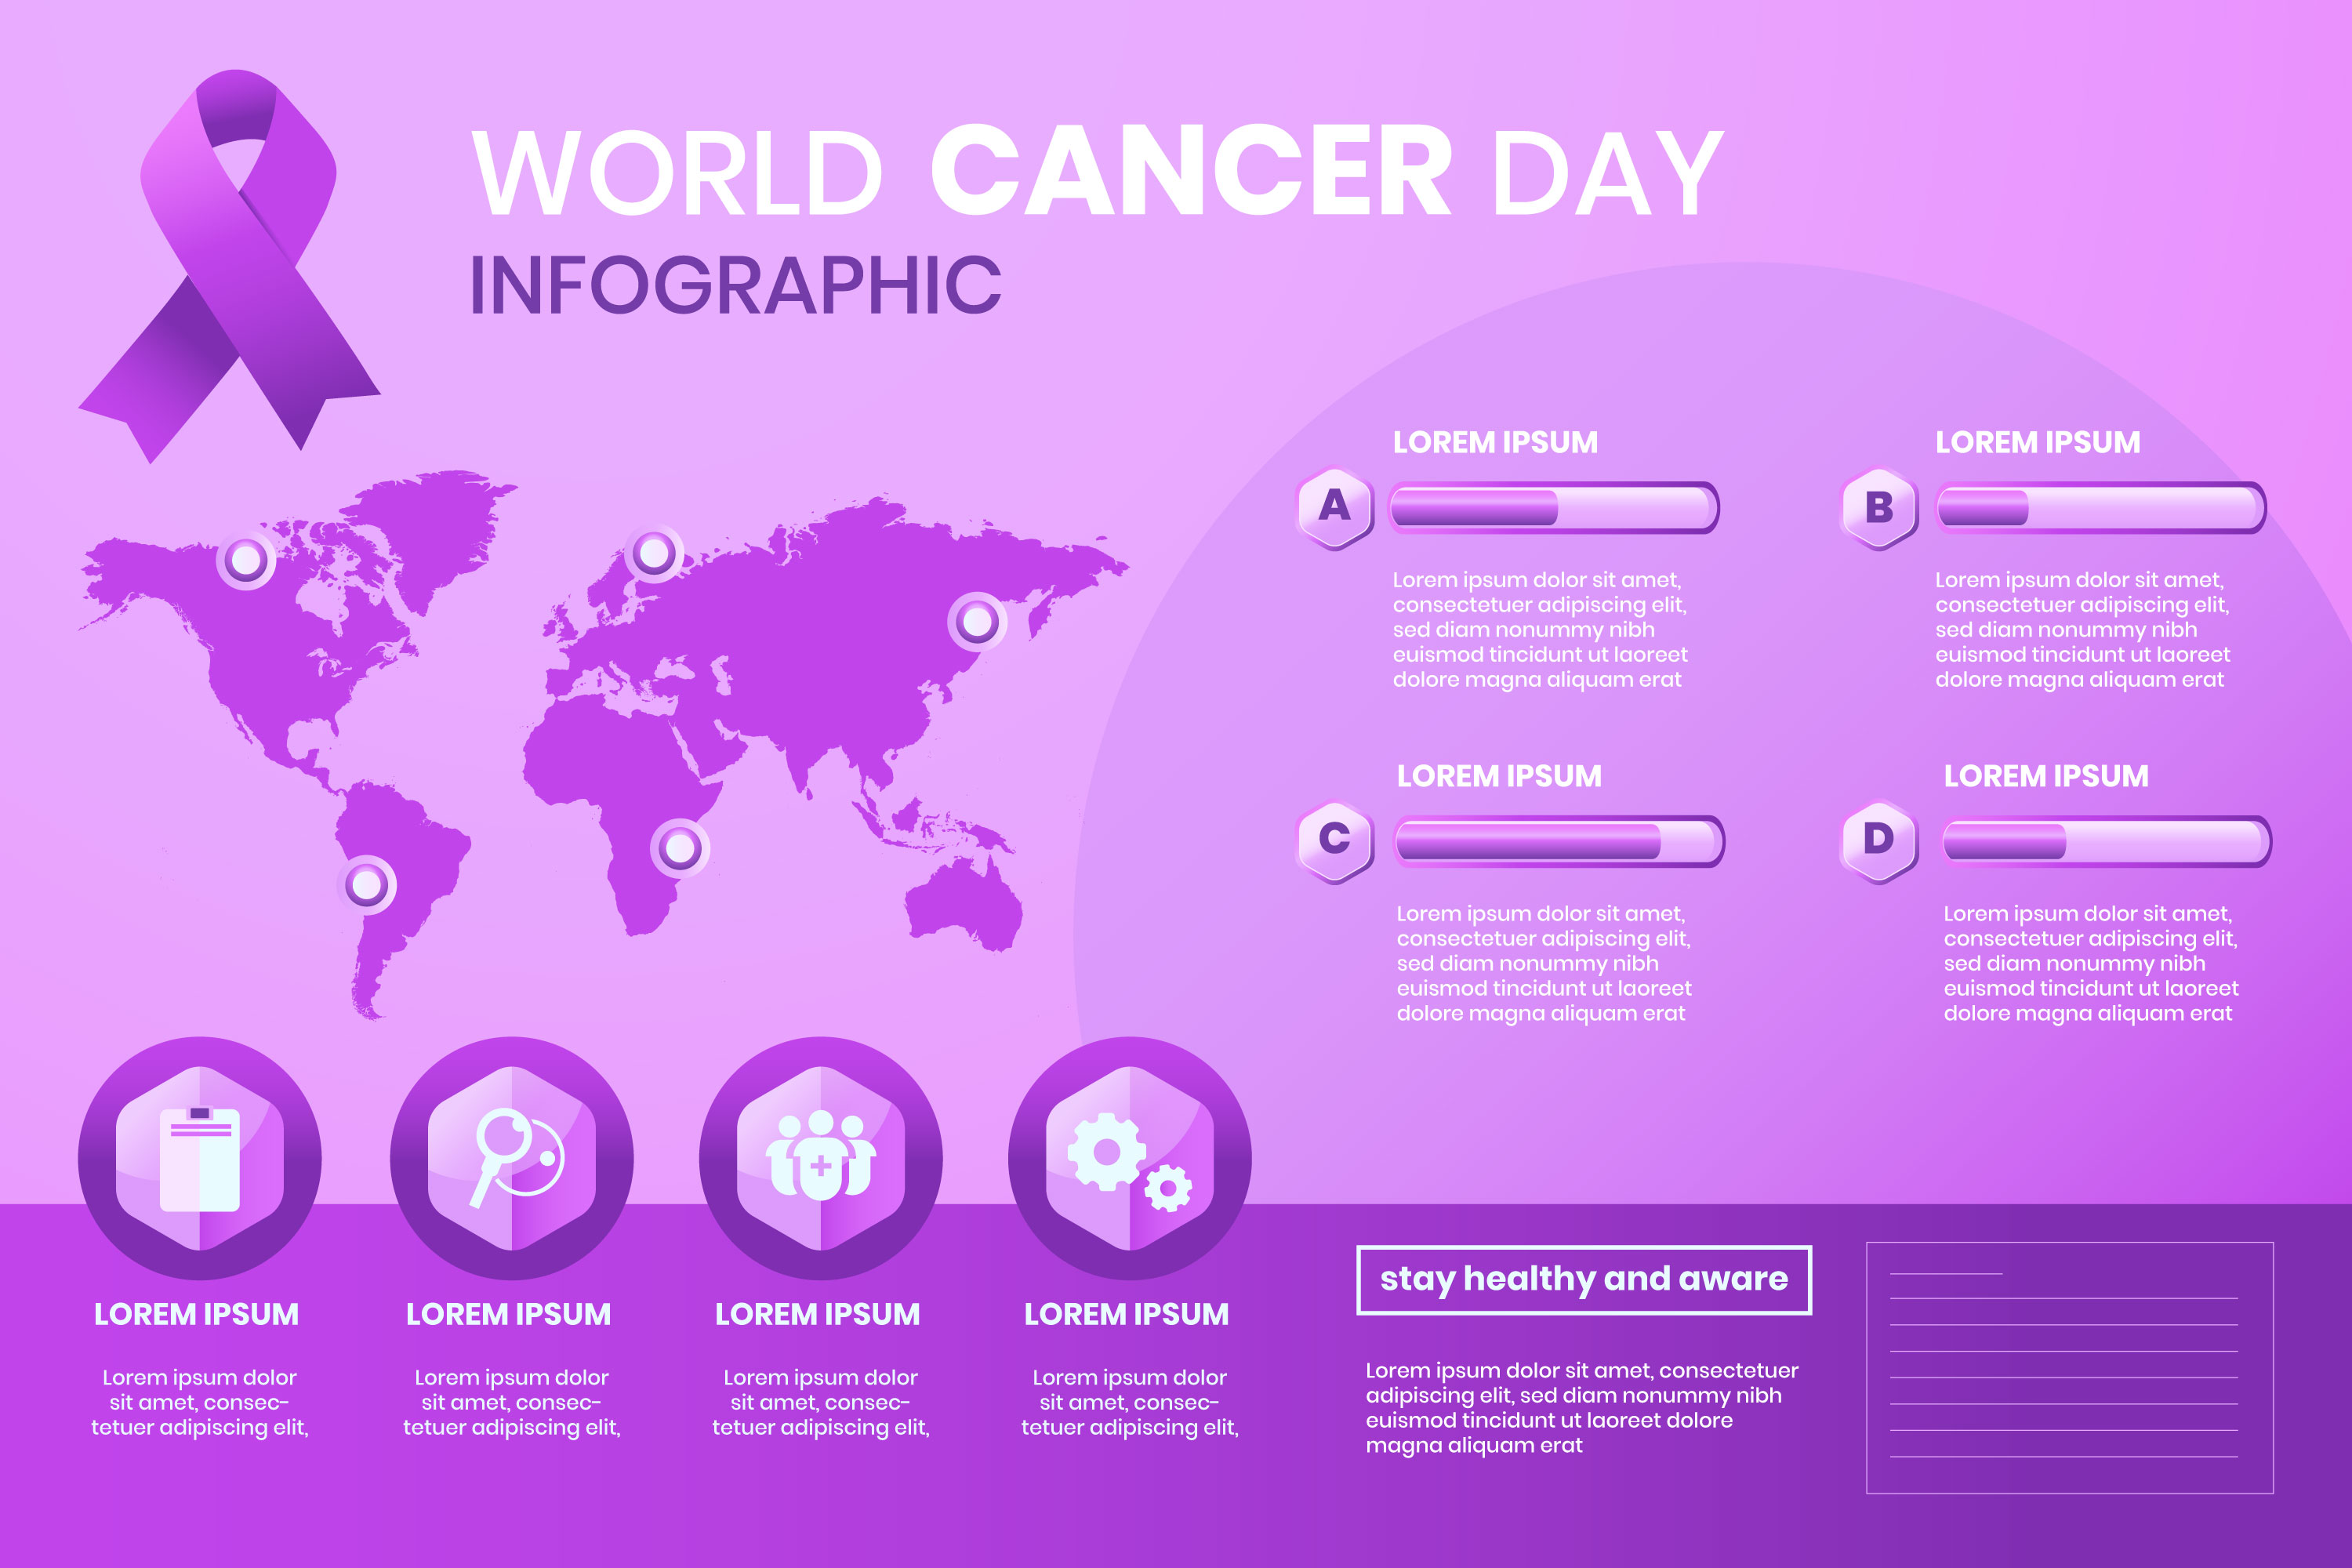 WORLD CANCER DAY
INFOGRAPHIC
LOREM IPSUM
A
Lorem ipsum dolor sit amet,
consectetuer adipiscing elit,
sed diam nonummy nibh
euismod tincidunt ut laoreet
dolore magna aliquam erat
LOREM IPSUM
B
Lorem ipsum dolor sit amet,
consectetuer adipiscing elit,
sed diam nonummy nibh
euismod tincidunt ut laoreet
dolore magna aliquam erat
LOREM IPSUM
C
Lorem ipsum dolor sit amet,
consectetuer adipiscing elit,
sed diam nonummy nibh
euismod tincidunt ut laoreet
dolore magna aliquam erat
LOREM IPSUM
D
Lorem ipsum dolor sit amet,
consectetuer adipiscing elit,
sed diam nonummy nibh
euismod tincidunt ut laoreet
dolore magna aliquam erat
LOREM IPSUM
Lorem ipsum dolor
sit amet, consec-
tetuer adipiscing elit,
LOREM IPSUM
Lorem ipsum dolor
sit amet, consec-
tetuer adipiscing elit,
LOREM IPSUM
Lorem ipsum dolor
sit amet, consec-
tetuer adipiscing elit,
LOREM IPSUM
Lorem ipsum dolor
sit amet, consec-
tetuer adipiscing elit,
stay healthy and aware
Lorem ipsum dolor sit amet, consectetuer
adipiscing elit, sed diam nonummy nibh
euismod tincidunt ut laoreet dolore
magna aliquam erat